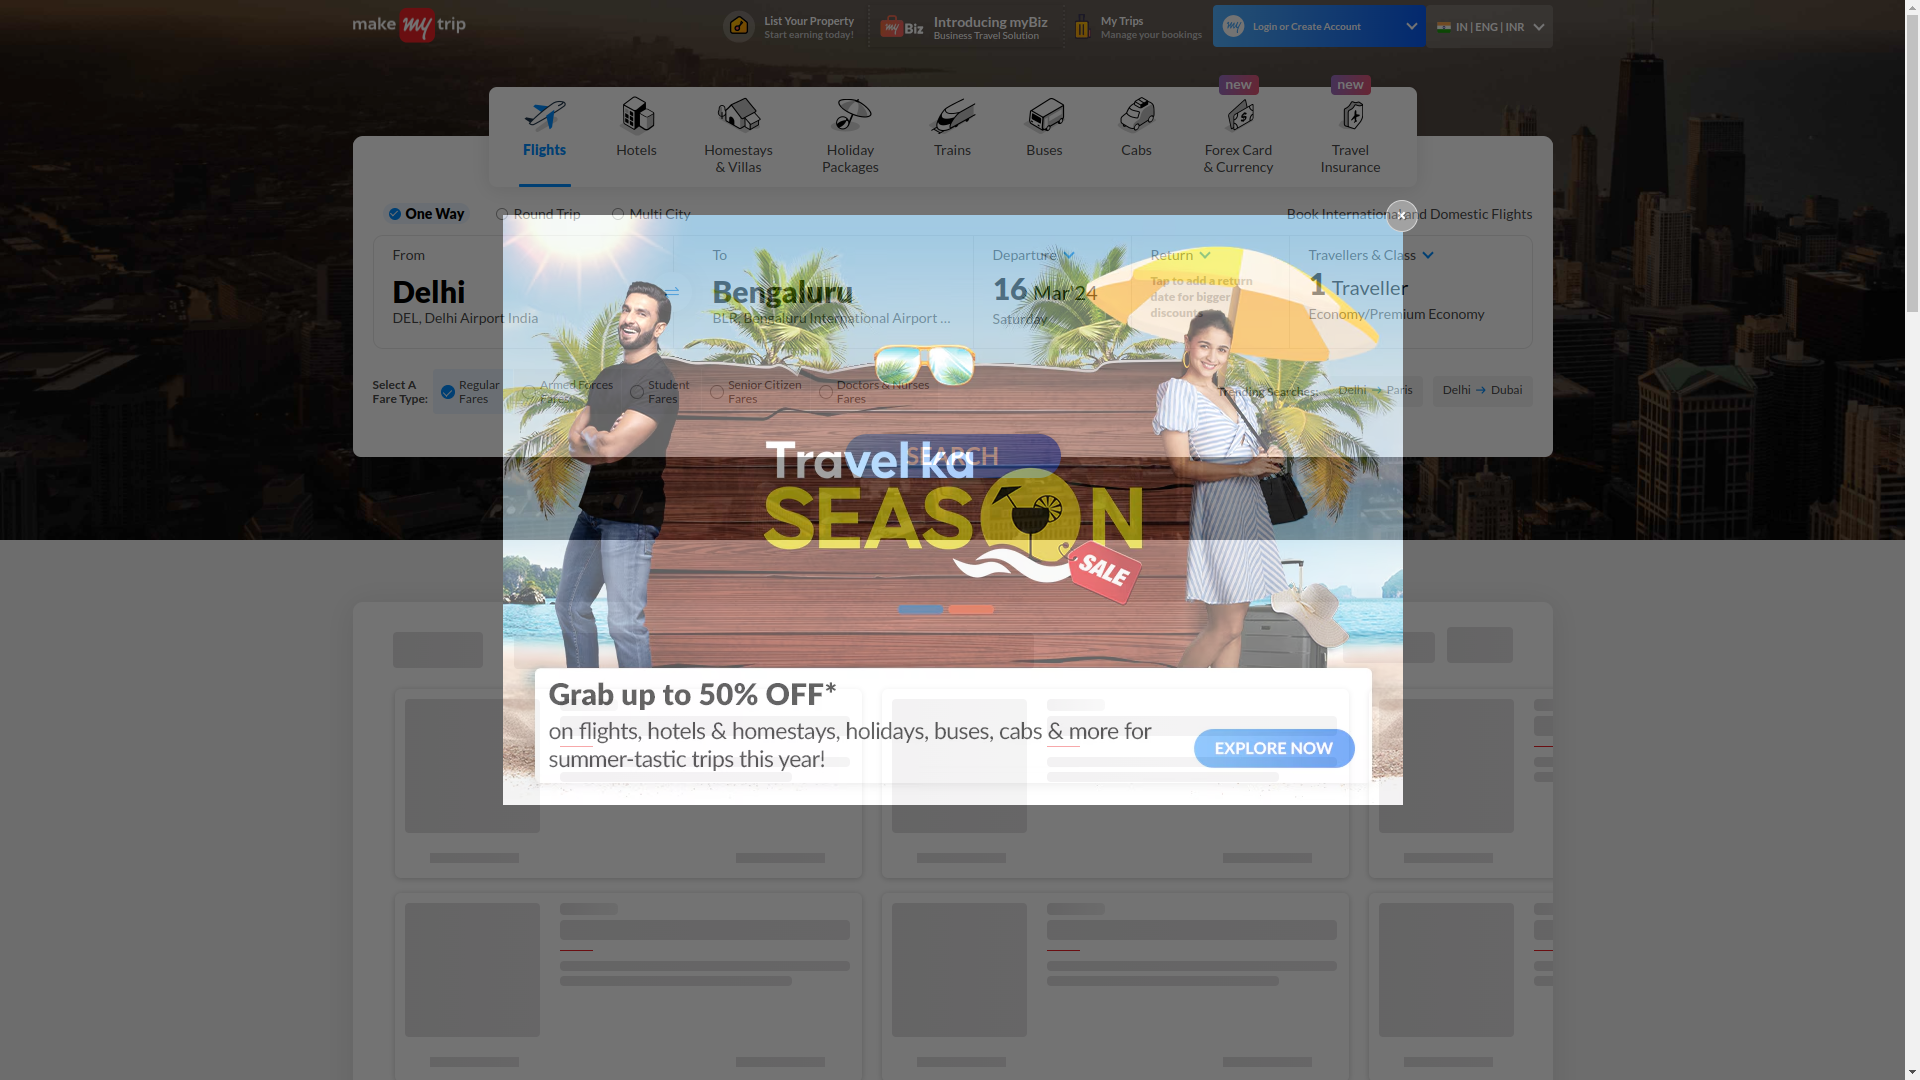 make my trip
List Your Property
Start earning today!
my Biz
Introducing myBiz
Business Travel Solution
My Trips
Manage your bookings
my
Login or Create Account
IN | ENG | INR
new
new
Flights
Hotels
Homestays
& Villas
Holiday
Packages
Trains
Buses
Cabs
Forex Card
& Currency
Travel
Insurance
One Way
Round Trip
Multi City
Book International and Domestic Flights
From
Delhi
DEL, Delhi Airport India
To
Bengaluru
BLR, Bengaluru International Airport ...
Departure
16 Mar'24
Saturday
Return
Tap to add a return
date for bigger
discounts
Travellers & Class
1 Traveller
Economy/Premium Economy
Select A
Fare Type:
Regular
Fares
Armed Forces
Fares
Student
Fares
Senior Citizen
Fares
Doctors & Nurses
Fares
Trending Searches:
Delhi → Paris
Delhi → Dubai
SEARCH
Travel ka
SEASON
SALE
Grab up to 50% OFF*
on flights, hotels & homestays, holidays, buses, cabs & more for
summer-tastic trips this year!
EXPLORE NOW